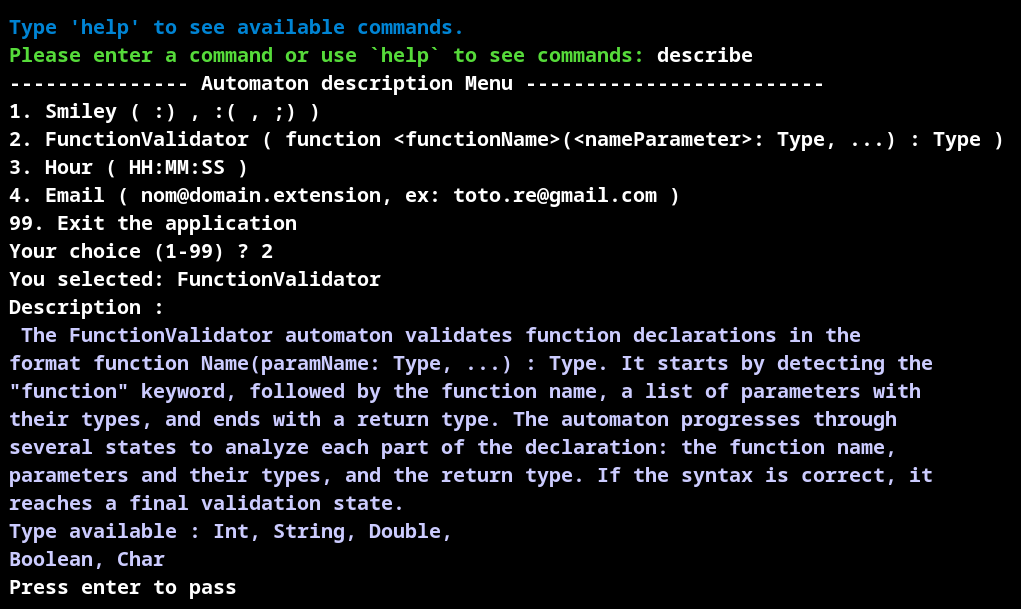 Type 'help' to see available commands.
Please enter a command or use `help` to see commands: describe
--------------- Automaton description Menu -------------------------
1. Smiley ( :) , :( , ;) )
2. FunctionValidator ( function <functionName>(<nameParameter>: Type, ...) : Type )
3. Hour ( HH:MM:SS )
4. Email ( nom@domain.extension, ex: toto.re@gmail.com )
99. Exit the application
Your choice (1-99) ? 2
You selected: FunctionValidator
Description :
 The FunctionValidator automaton validates function declarations in the
format function Name(paramName: Type, ...) : Type. It starts by detecting the
"function" keyword, followed by the function name, a list of parameters with
their types, and ends with a return type. The automaton progresses through
several states to analyze each part of the declaration: the function name,
parameters and their types, and the return type. If the syntax is correct, it
reaches a final validation state.
Type available : Int, String, Double,
Boolean, Char
Press enter to pass